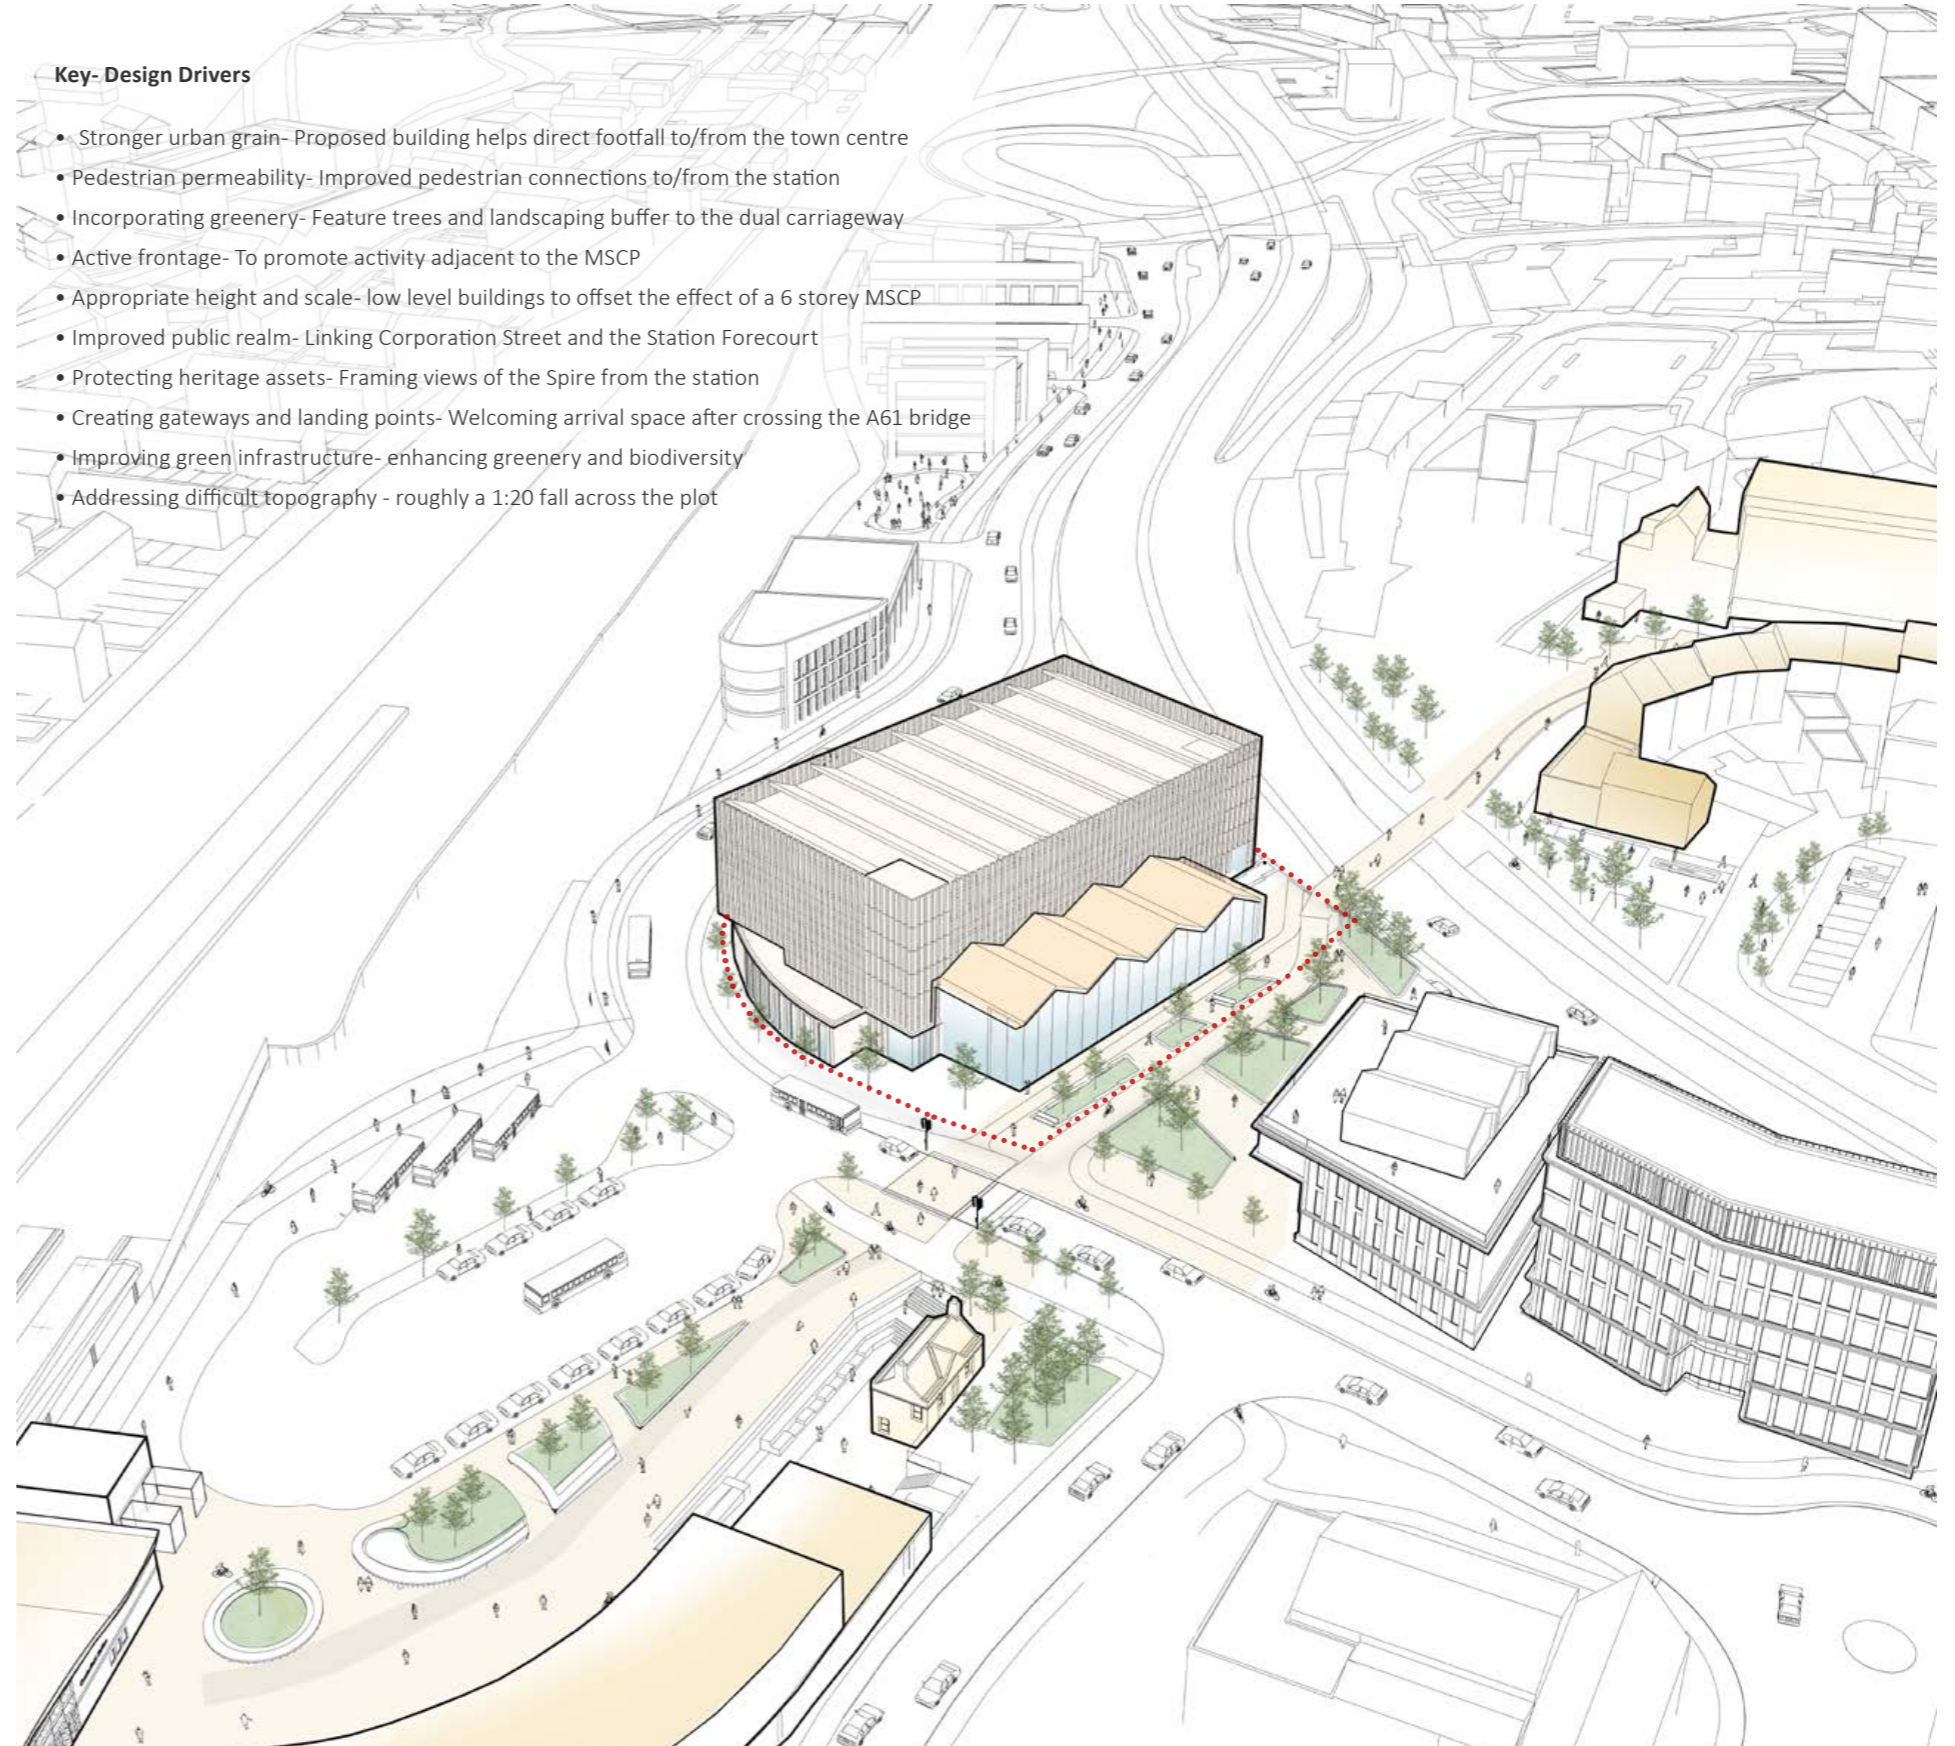 Key- Design Drivers
• Stronger urban grain- Proposed building helps direct footfall to/from the town centre
• Pedestrian permeability- Improved pedestrian connections to/from the station
• Incorporating greenery- Feature trees and landscaping buffer to the dual carriageway
• Active frontage- To promote activity adjacent to the MSCP
• Appropriate height and scale- low level buildings to offset the effect of a 6 storey MSCP
• Improved public realm- Linking Corporation Street and the Station Forecourt
• Protecting heritage assets- Framing views of the Spire from the station
• Creating gateways and landing points- Welcoming arrival space after crossing the A61 bridge
• Improving green infrastructure- enhancing greenery and biodiversity
• Addressing difficult topography - roughly a 1:20 fall across the plot